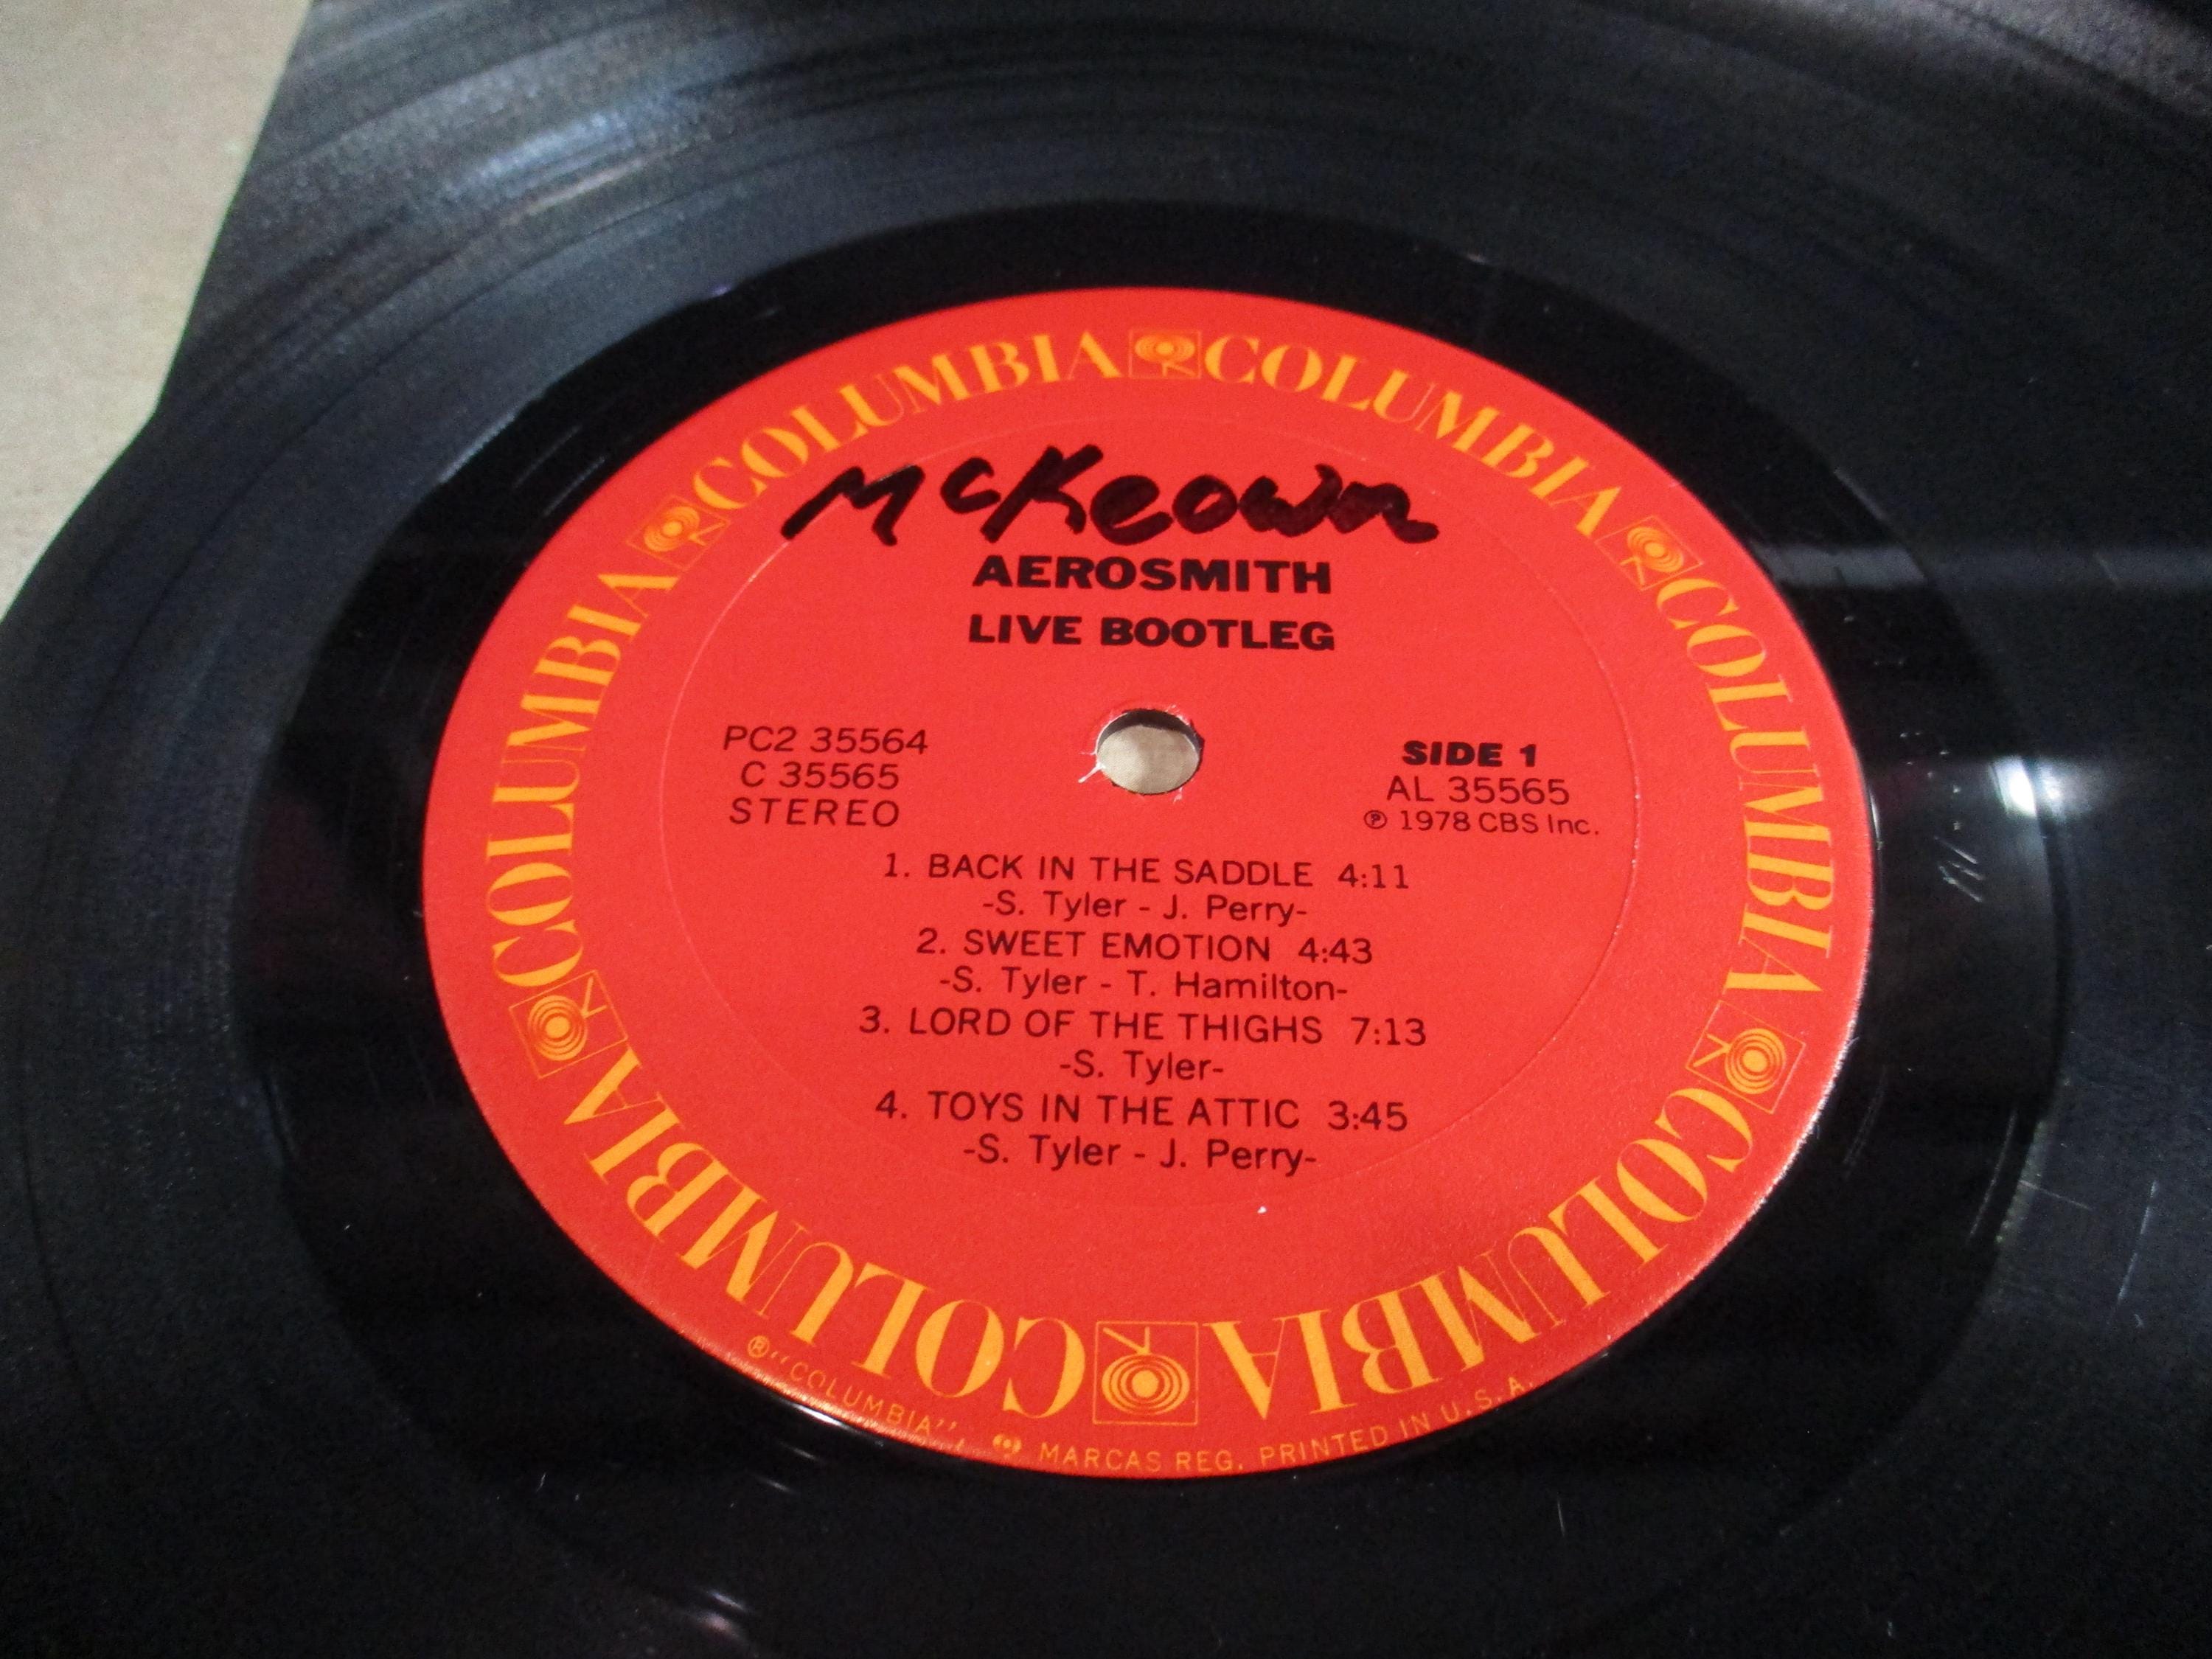 COLUMBIA COLUMBIA COLUMBIA COLUMBIA COLUMBIA COLUMBIA
McKeown
AEROSMITH
LIVE BOOTLEG
PC2 35564
C 35565
STEREO
SIDE 1
AL 35565
℗ 1978 CBS Inc.
1. BACK IN THE SADDLE 4:11
-S. Tyler - J. Perry-
2. SWEET EMOTION 4:43
-S. Tyler - T. Hamilton-
3. LORD OF THE THIGHS 7:13
-S. Tyler-
4. TOYS IN THE ATTIC 3:45
-S. Tyler - J. Perry-
® "COLUMBIA", MARCAS REG. PRINTED IN U.S.A.